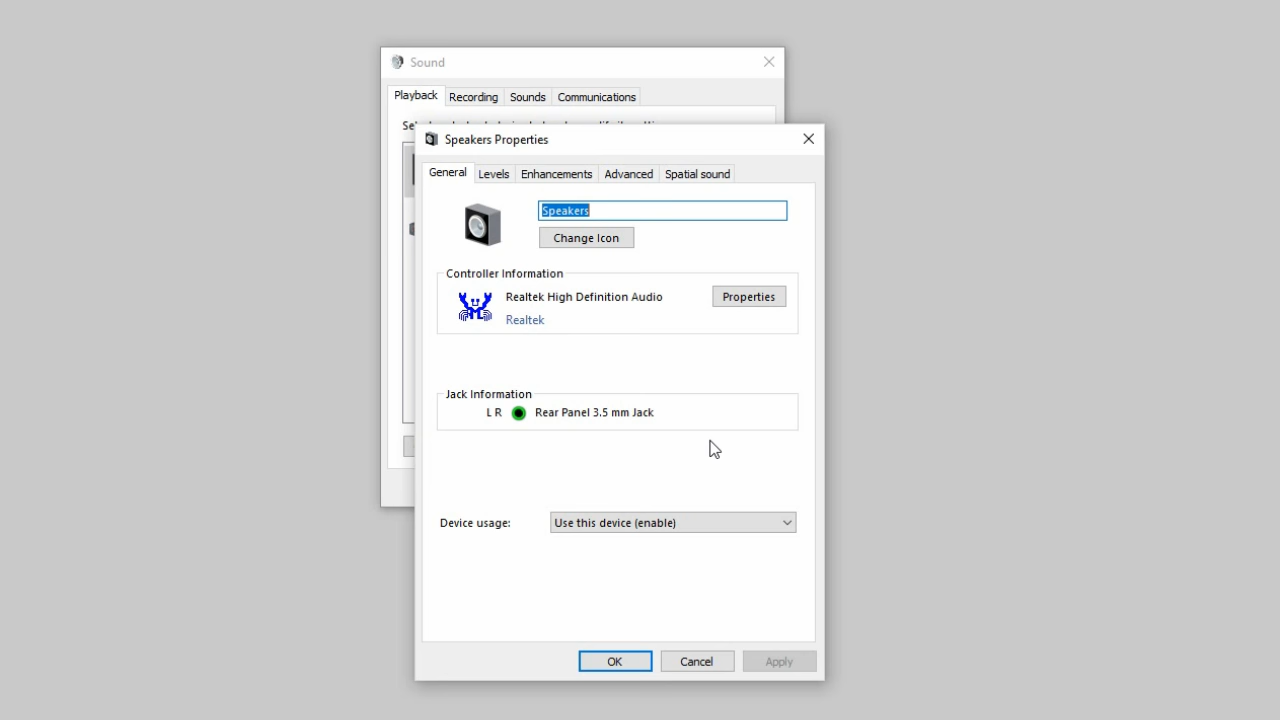 Sound
Playback Recording Sounds Communications
Speakers Properties
General Levels Enhancements Advanced Spatial sound
Speakers
Change Icon
Controller Information
Realtek High Definition Audio Properties
Realtek
Jack Information
L R Rear Panel 3.5 mm Jack
Device usage: Use this device (enable)
OK Cancel Apply